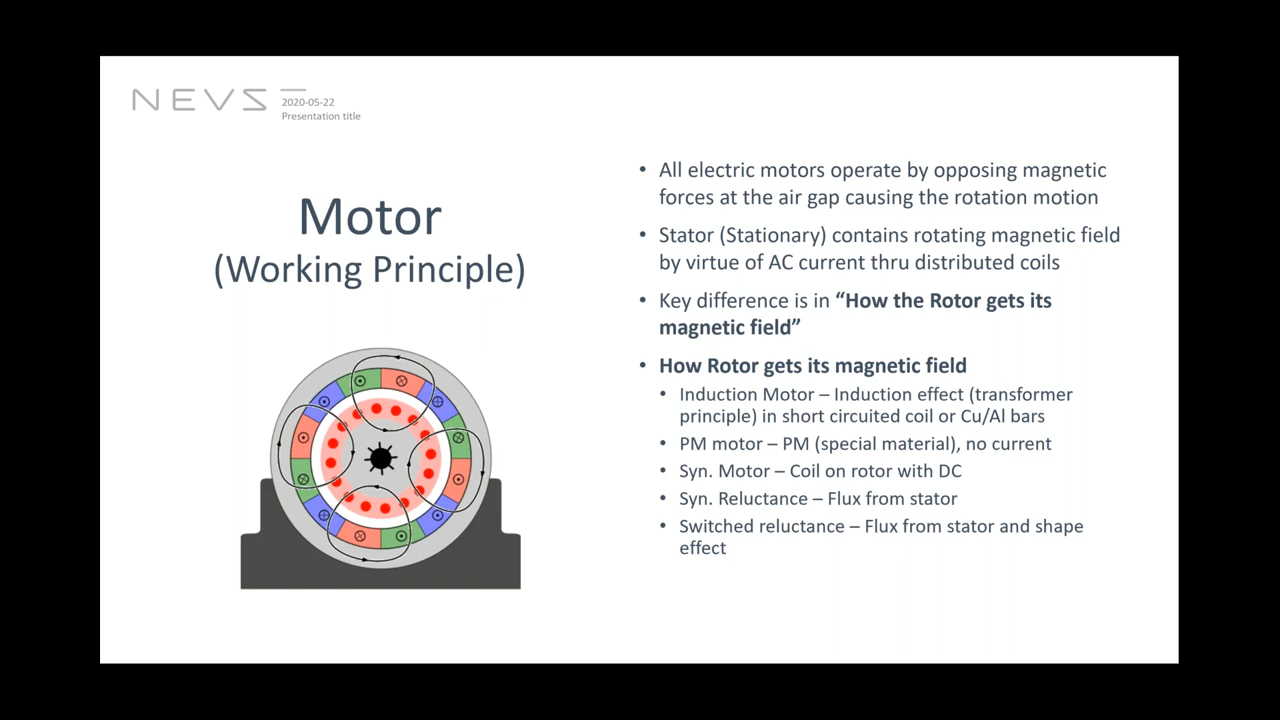 NEVS
2020-05-22
Presentation title
Motor
(Working Principle)
• All electric motors operate by opposing magnetic
forces at the air gap causing the rotation motion
• Stator (Stationary) contains rotating magnetic field
by virtue of AC current thru distributed coils
• Key difference is in “How the Rotor gets its
magnetic field”
• How Rotor gets its magnetic field
• Induction Motor – Induction effect (transformer
principle) in short circuited coil or Cu/Al bars
• PM motor – PM (special material), no current
• Syn. Motor – Coil on rotor with DC
• Syn. Reluctance – Flux from stator
• Switched reluctance – Flux from stator and shape
effect